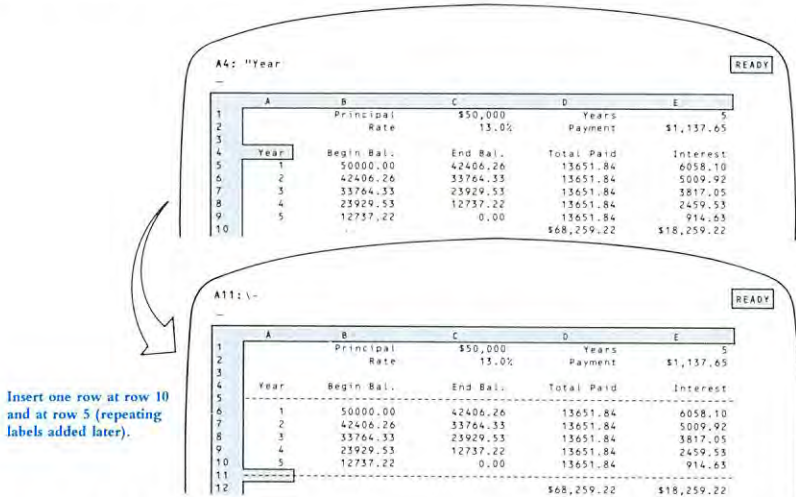 A4: "Year READY
A B C D E
1 Principal $50,000 Years 5
2 Rate 13.0% Payment $1,137.65
3
4 Year Begin Bal. End Bal. Total Paid Interest
5 1 50000.00 42406.26 13651.84 6058.10
6 2 42406.26 33764.33 13651.84 5009.92
7 3 33764.33 23929.53 13651.84 3817.05
8 4 23929.53 12737.22 13651.84 2459.53
9 5 12737.22 0.00 13651.84 914.63
10 $68,259.22 $18,259.22
A11: \- READY
A B C D E
1 Principal $50,000 Years 5
2 Rate 13.0% Payment $1,137.65
3
4 Year Begin Bal. End Bal. Total Paid Interest
5
6 1 50000.00 42406.26 13651.84 6058.10
7 2 42406.26 33764.33 13651.84 5009.92
8 3 33764.33 23929.53 13651.84 3817.05
9 4 23929.53 12737.22 13651.84 2459.53
10 5 12737.22 0.00 13651.84 914.63
11
12 $68,259.22 $18,259.22
Insert one row at row 10
and at row 5 (repeating
labels added later).